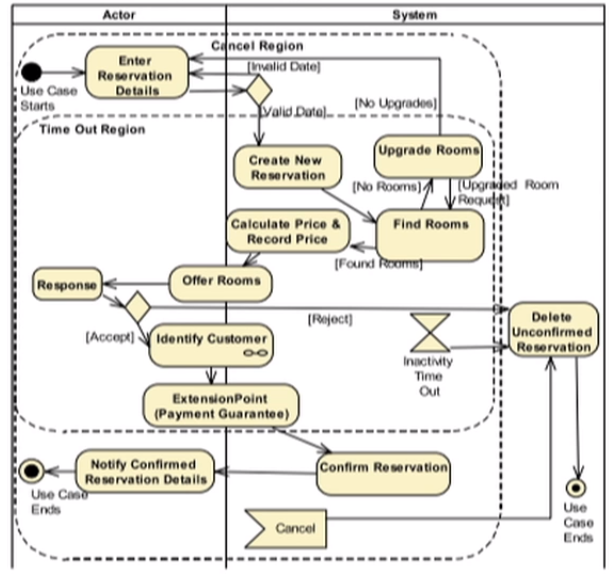 Actor
System
Cancel Region
Enter
Reservation
Details
[Invalid Date]
Use Case
Starts
[Valid Date]
[No Upgrades]
Time Out Region
Upgrade Rooms
Create New
Reservation
[No Rooms]
[Upgraded Room
Request]
Calculate Price &
Record Price
Find Rooms
[Found Rooms]
Response
Offer Rooms
[Reject]
Delete
Unconfirmed
Reservation
[Accept]
Identify Customer
Inactivity
Time
Out
ExtensionPoint
(Payment Guarantee)
Notify Confirmed
Reservation Details
Confirm Reservation
Use Case
Ends
Cancel
Use
Case
Ends